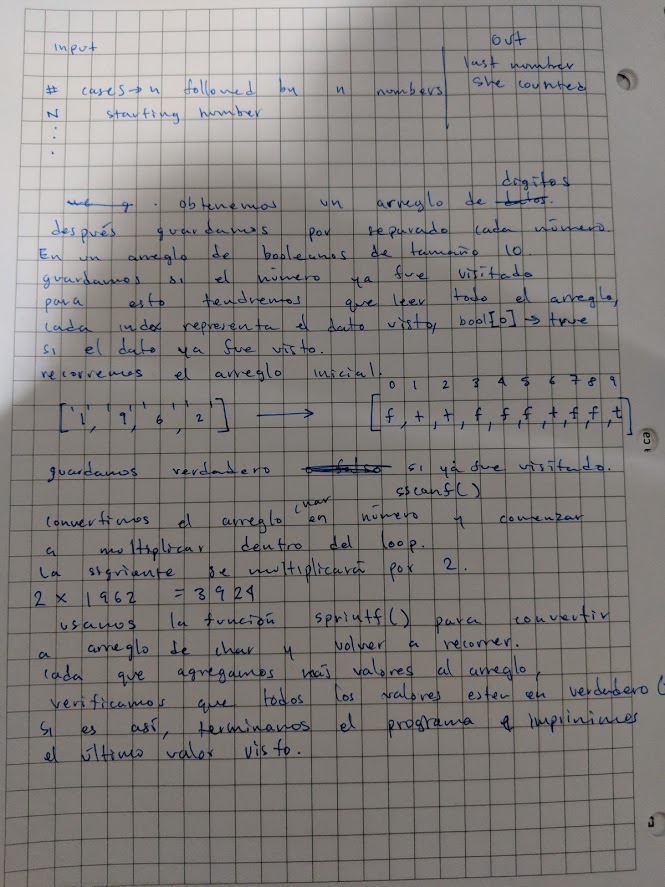 input
out
last number
she counted
# cases → n followed by n numbers
N starting number
:
.
digitos
· obtenemos un arreglo de datos.
después guardamos por separado cada número.
En un arreglo de booleanos de tamaño 10
guardamos si el número ya fue visitado
para esto tendremos que leer todo el arreglo,
cada index representa el dato visto, bool[0] → true
si el dato ya fue visto.
recorremos el arreglo inicial.
0 1 2 3 4 5 6 7 8 9
['1', '9', '6', '2'] → [f, t, t, f, f, f, t, f, f, t]
guardamos verdadero o falso si ya fue visitado.
char sscanf()
convertimos el arreglo en número y comenzar
a multiplicar dentro del loop.
La siguiente se multiplicará por 2.
2 x 1962 = 3924
usamos la función sprintf() para convertir
a arreglo de char y volver a recorrer.
cada que agregamos más valores al arreglo,
verificamos que todos los valores esten en verdadero (
si es así, terminamos el programa e imprimimos
el último valor visto.